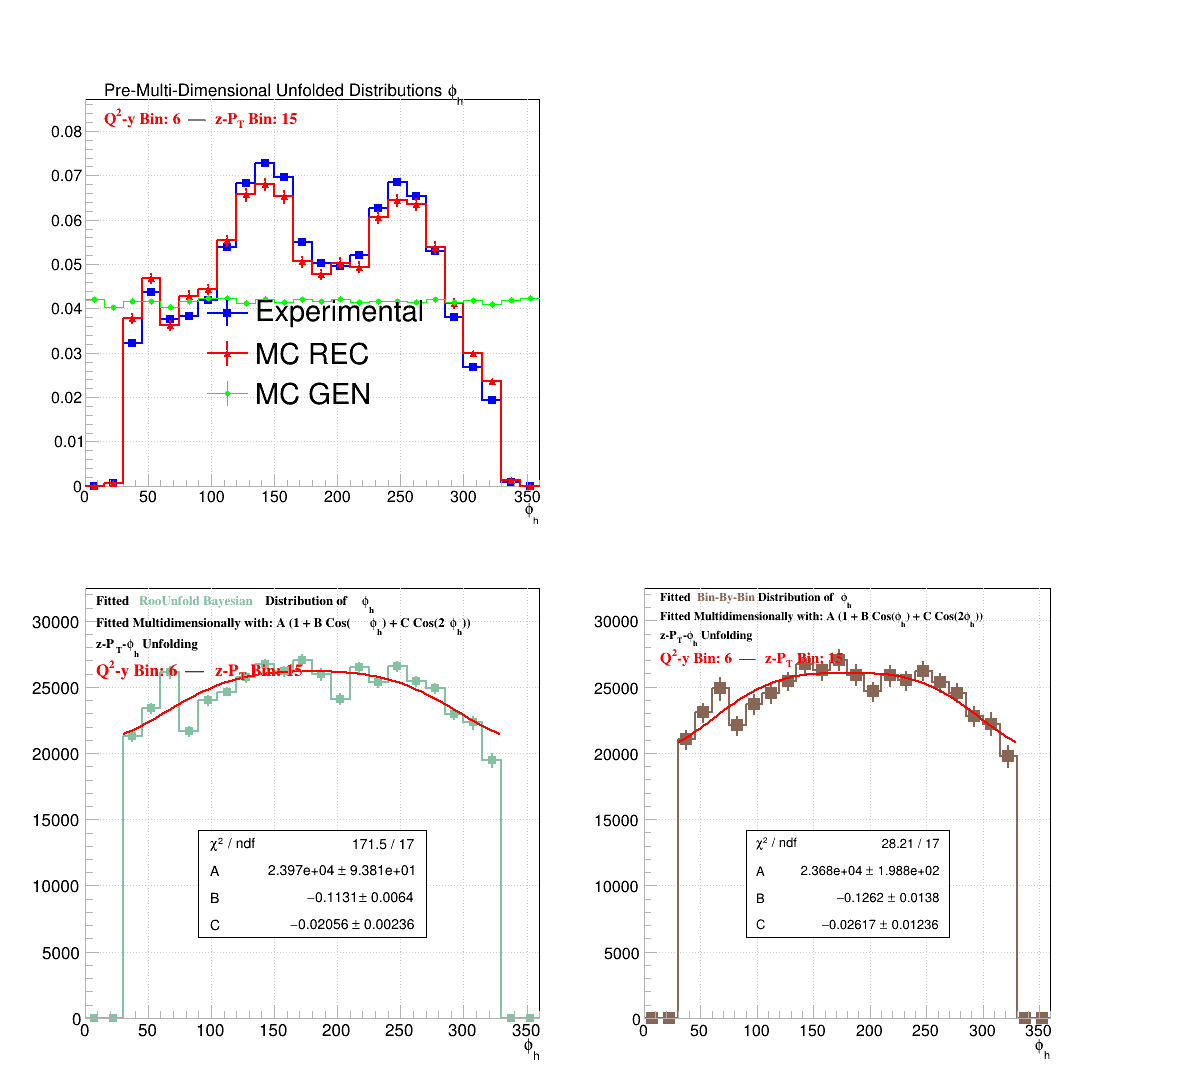 Pre-Multi-Dimensional Unfolded Distributions ϕh
Q²-y Bin: 6 — z-PT Bin: 15
0.08
0.07
0.06
0.05
0.04
0.03
0.02
0.01
0
Experimental
MC REC
MC GEN
0 50 100 150 200 250 300 350
ϕh
Fitted RooUnfold Bayesian Distribution of ϕh
Fitted Multidimensionally with: A (1 + B Cos( ϕh) + C Cos(2 ϕh))
z-PT-ϕh Unfolding
Q²-y Bin: 6 — z-PT Bin: 15
30000
25000
20000
15000
10000
5000
0
χ² / ndf 171.5 / 17
A 2.397e+04 ± 9.381e+01
B −0.1131 ± 0.0064
C −0.02056 ± 0.00236
0 50 100 150 200 250 300 350
ϕh
Fitted Bin-By-Bin Distribution of ϕh
Fitted Multidimensionally with: A (1 + B Cos(ϕh) + C Cos(2ϕh))
z-PT-ϕh Unfolding
Q²-y Bin: 6 — z-PT Bin: 15
30000
25000
20000
15000
10000
5000
0
χ² / ndf 28.21 / 17
A 2.368e+04 ± 1.988e+02
B −0.1262 ± 0.0138
C −0.02617 ± 0.01236
0 50 100 150 200 250 300 350
ϕh